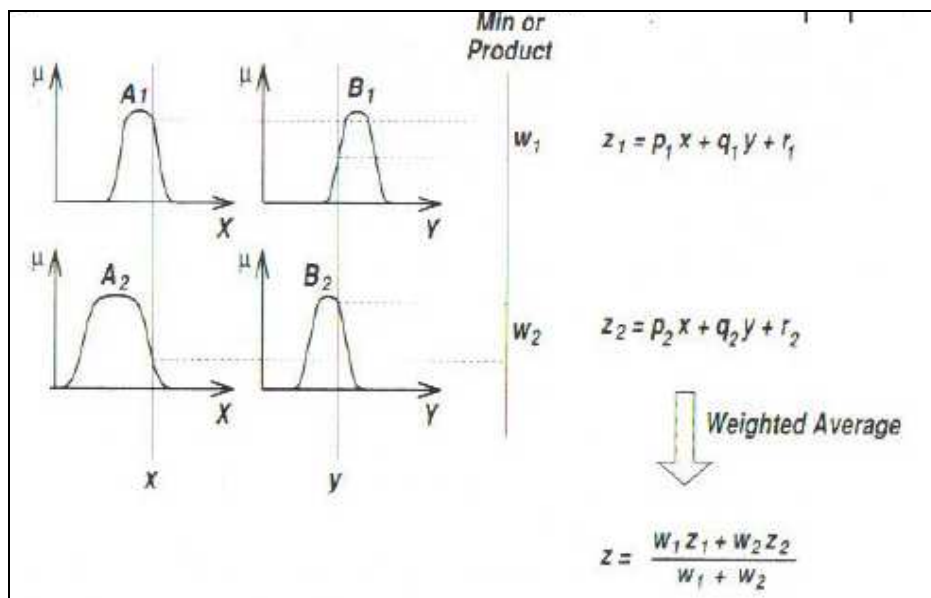 Min or
Product
μ A₁ μ B₁
w₁ z₁ = p₁ x + q₁ y + r₁
X Y
μ A₂ μ B₂
w₂ z₂ = p₂ x + q₂ y + r₂
X Y
Weighted Average
x y
z = w₁ z₁ + w₂ z₂ / w₁ + w₂